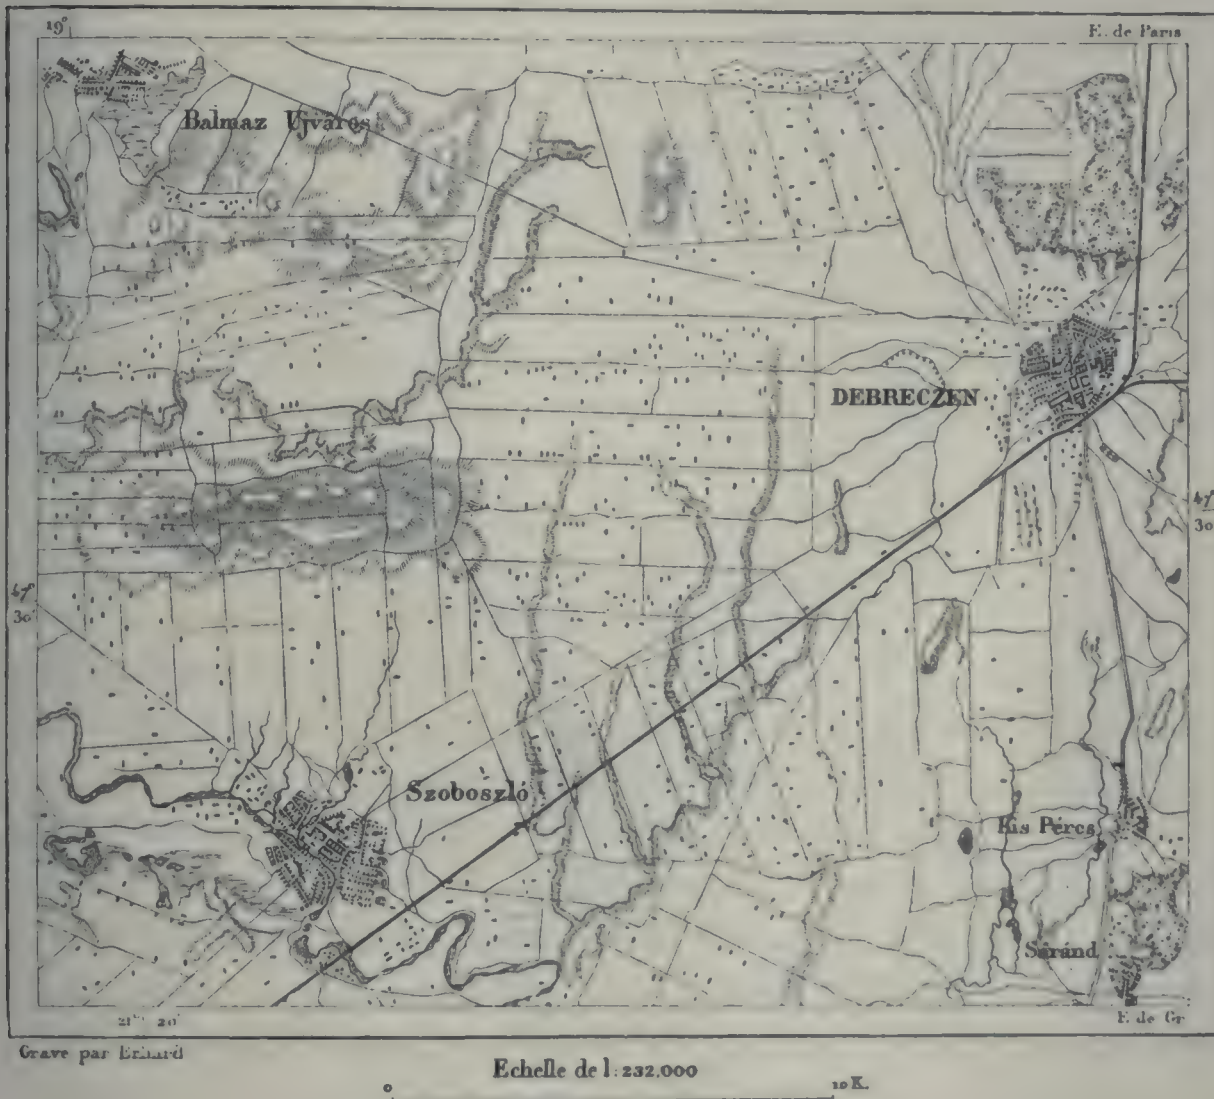 19°
E. de Paris
Balmaz Ujváros
DEBRECZEN
47°
30
47°
30
Szoboszló
Kis Péres
Sáránd
21° 20'
E. de Gr
Gravé par Erhard
Echelle de 1:232.000
0
10 K.